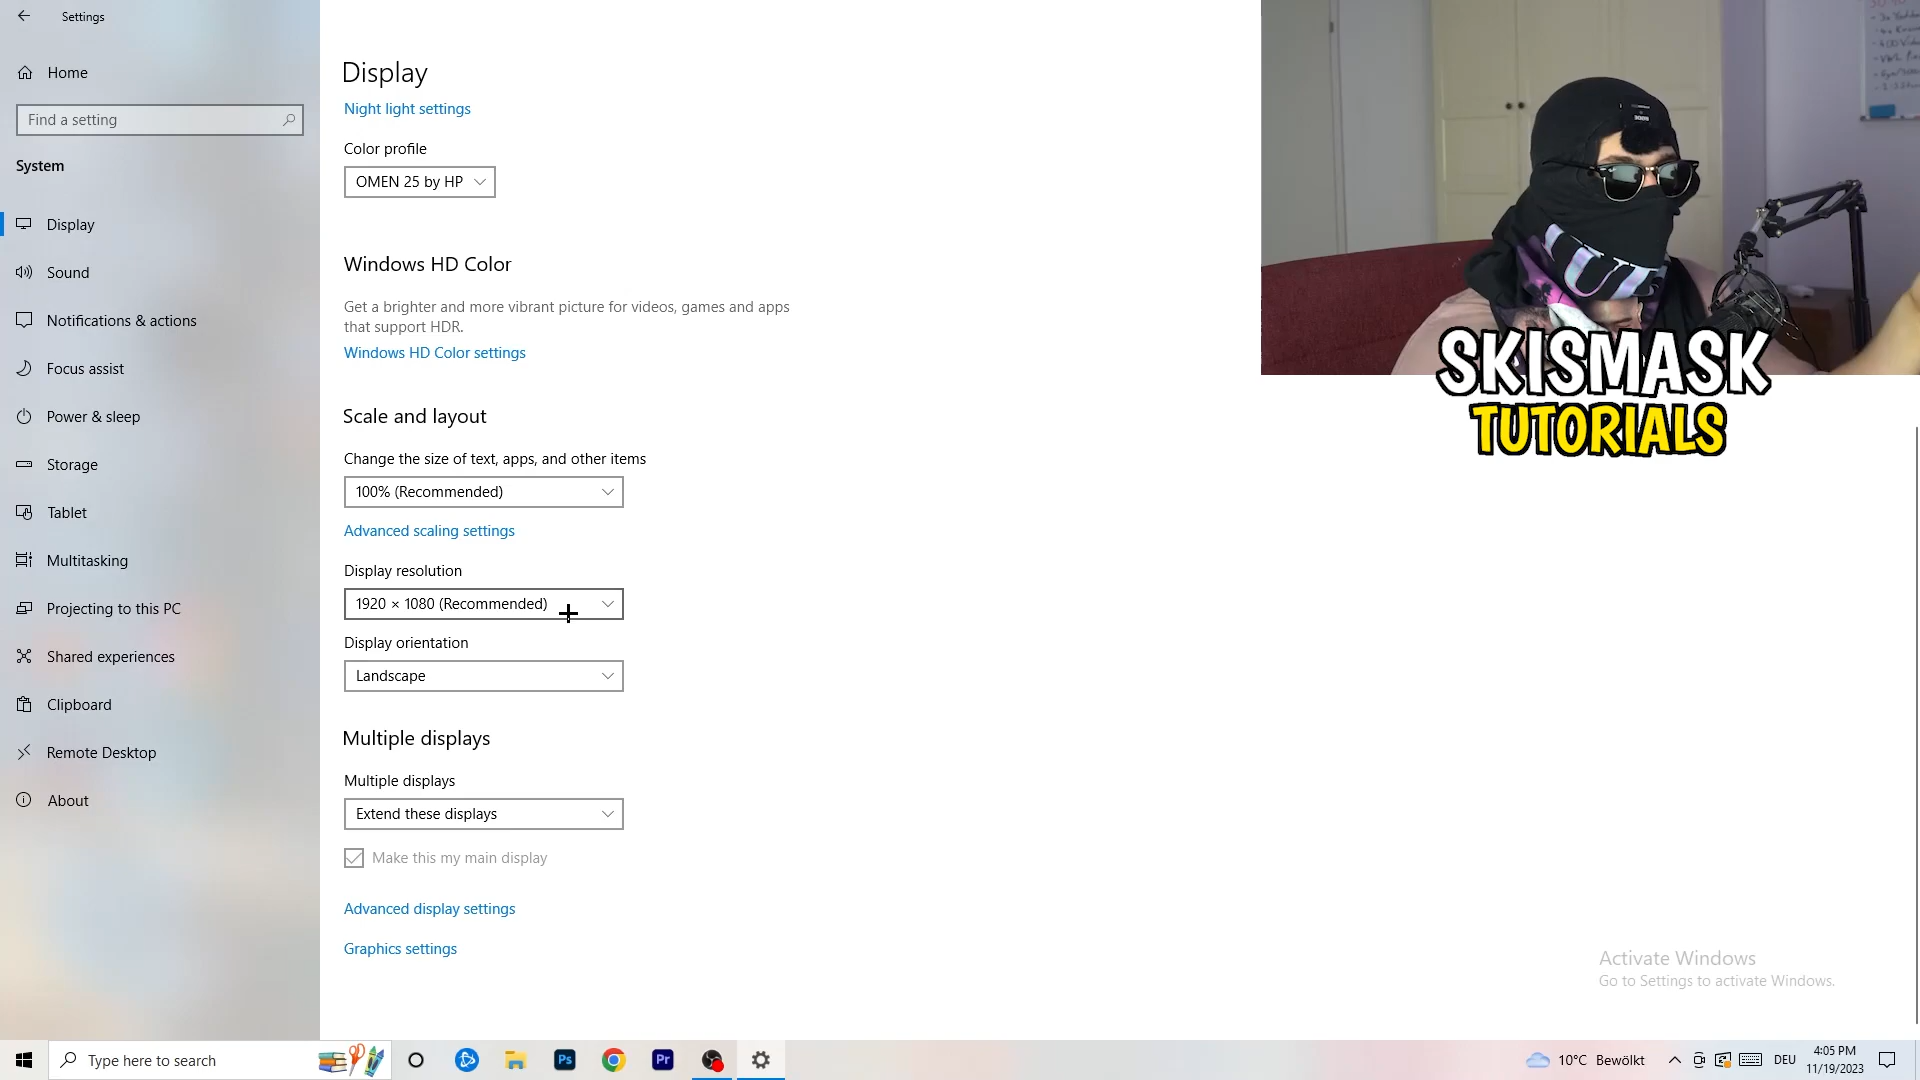 Settings
Home
Find a setting
System
Display
Sound
Notifications & actions
Focus assist
Power & sleep
Storage
Tablet
Multitasking
Projecting to this PC
Shared experiences
Clipboard
Remote Desktop
About
Display
Night light settings
Color profile
OMEN 25 by HP
Windows HD Color
Get a brighter and more vibrant picture for videos, games and apps
that support HDR.
Windows HD Color settings
Scale and layout
Change the size of text, apps, and other items
100% (Recommended)
Advanced scaling settings
Display resolution
1920 × 1080 (Recommended)
Display orientation
Landscape
Multiple displays
Multiple displays
Extend these displays
Make this my main display
Advanced display settings
Graphics settings
SKISMASK
TUTORIALS
Activate Windows
Go to Settings to activate Windows.
Type here to search
Ps
Pr
10°C Bewölkt
DEU
4:05 PM
11/19/2023